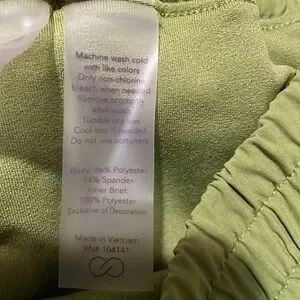 Machine wash cold
with like colors
Only non-chlorine
bleach when needed
Remove promptly
after wash
Tumble dry low
Cool iron if needed
Do not use softeners
Body: 86% Polyester
14% Spandex
Inner Brief:
100% Polyester
Exclusive of Decoration
Made in Vietnam
RN# 104141